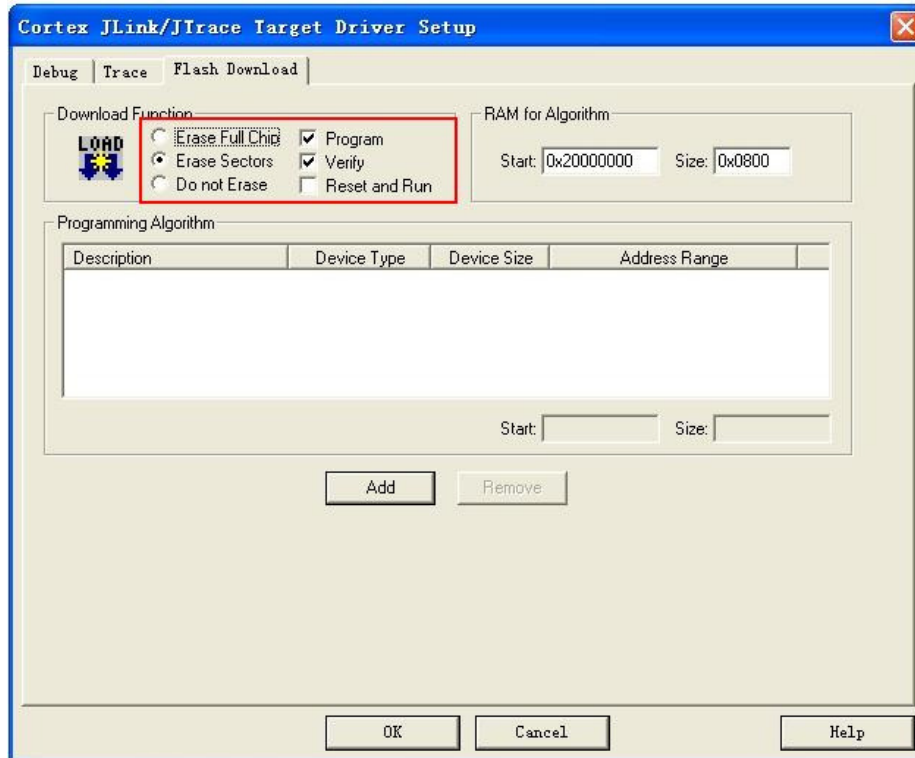 Cortex JLink/JTrace Target Driver Setup
Debug Trace Flash Download
Download Function
LOAD
Erase Full Chip
Erase Sectors
Do not Erase
Program
Verify
Reset and Run
RAM for Algorithm
Start: 0x20000000 Size: 0x0800
Programming Algorithm
Description Device Type Device Size Address Range
Start: Size:
Add Remove
OK Cancel Help